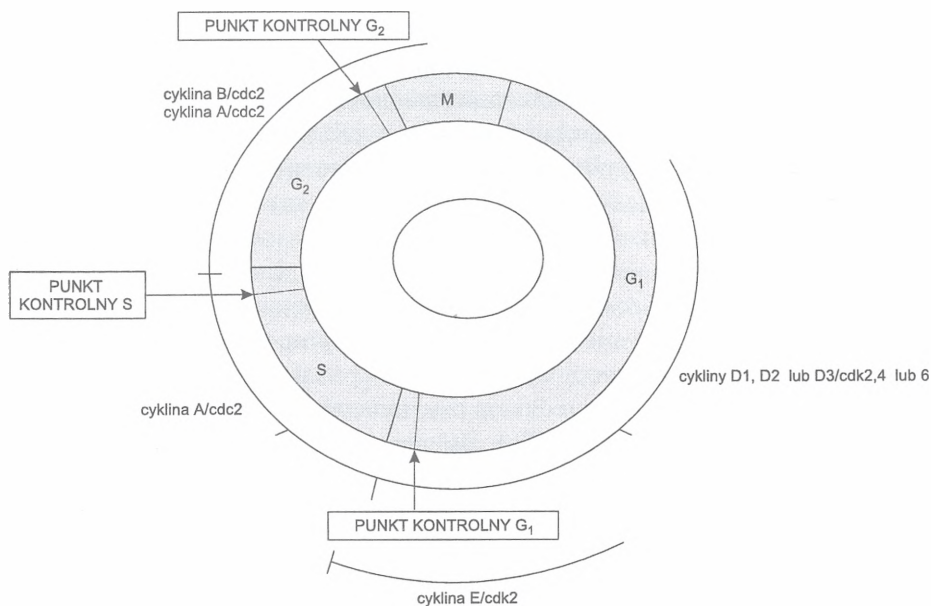 PUNKT KONTROLNY G₂
cyklina B/cdc2
cyklina A/cdc2
M
G₂
G₁
PUNKT
KONTROLNY S
S
cykliny D1, D2 lub D3/cdk2,4 lub 6
cyklina A/cdc2
PUNKT KONTROLNY G₁
cyklina E/cdk2